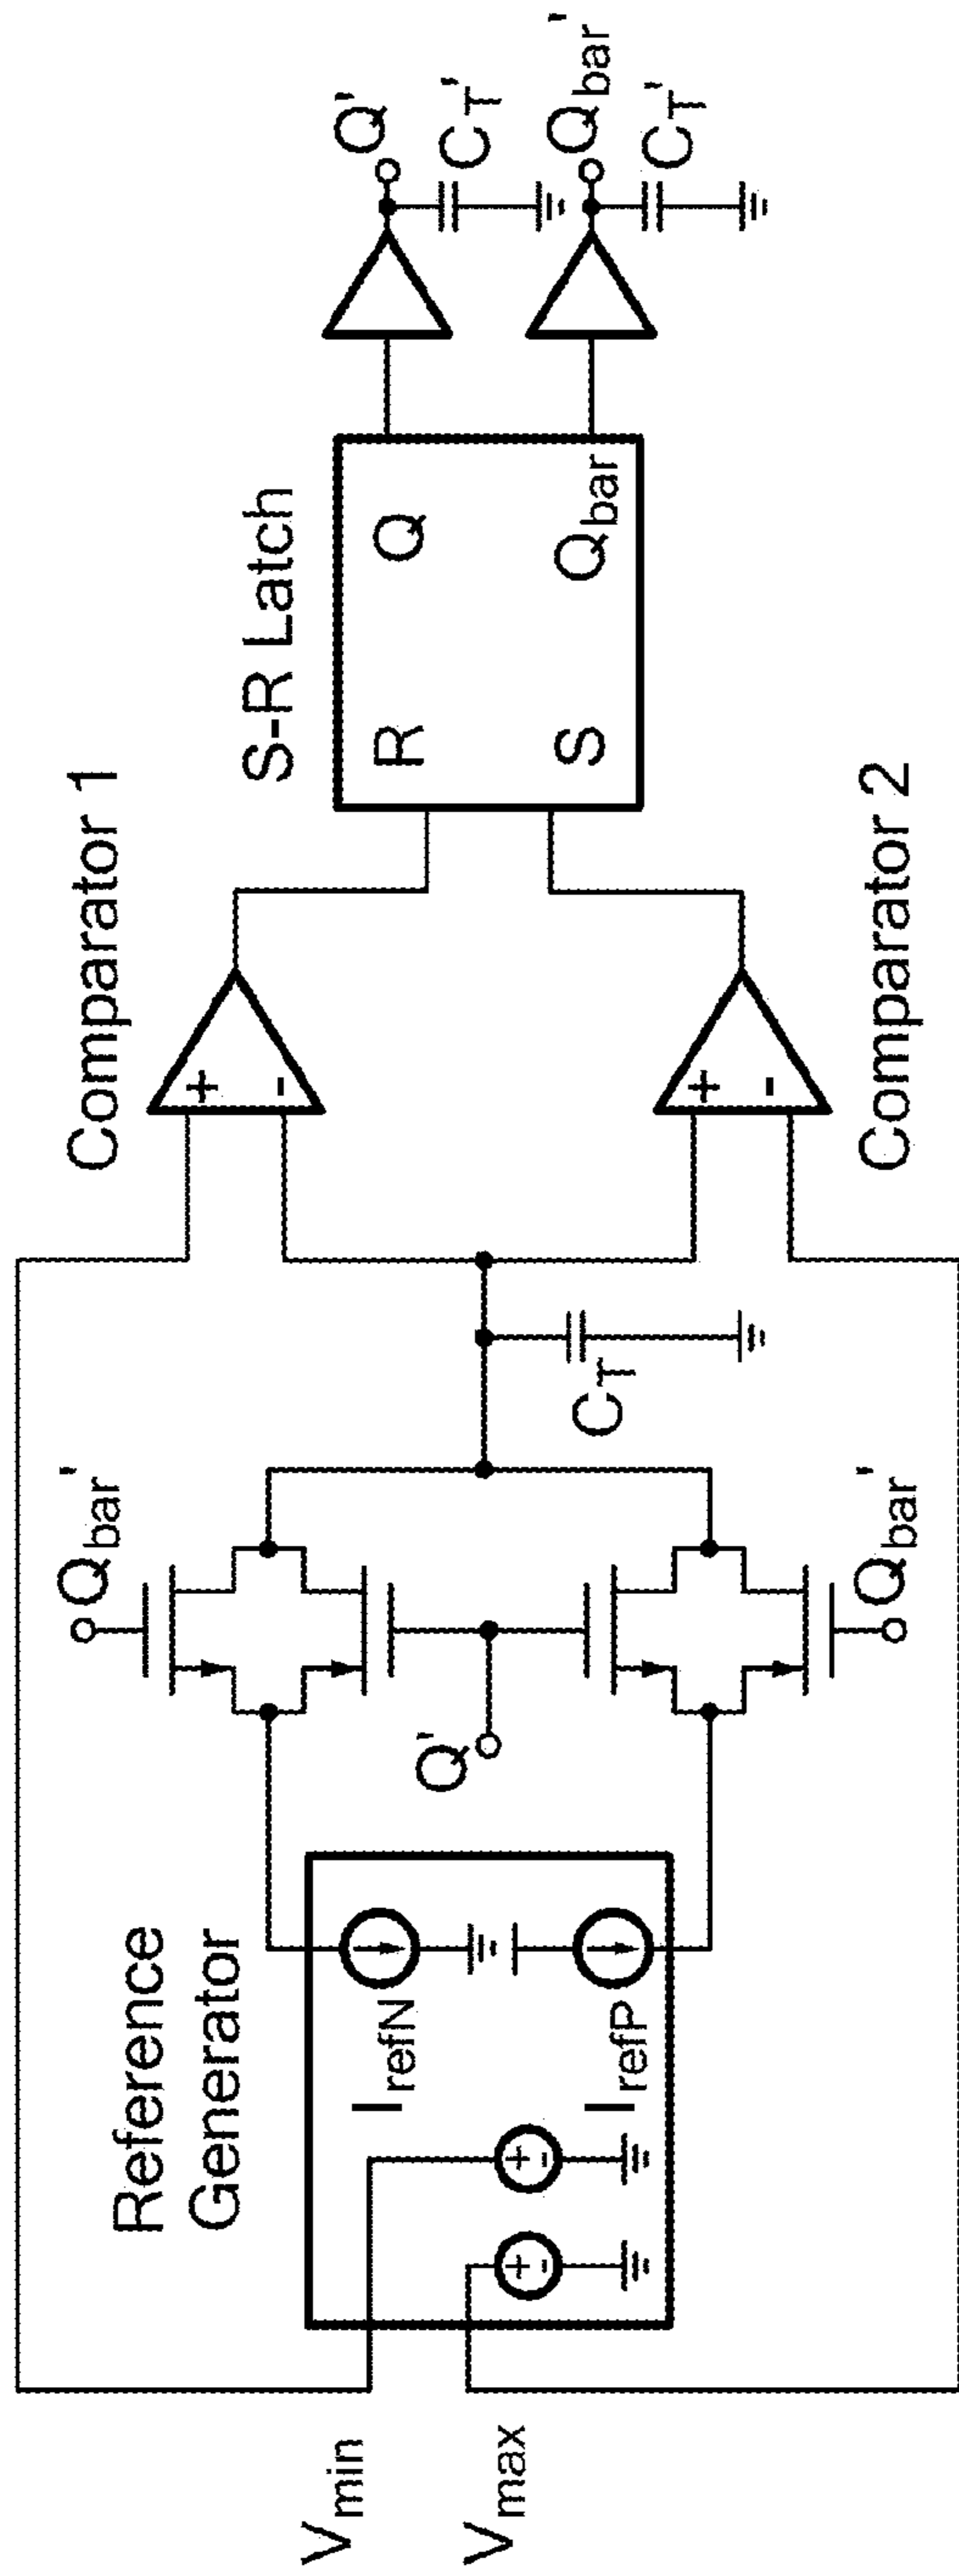 Comparator 1
S-R Latch
Reference
Generator
Q_bar'
V_min
V_max
I_refN
I_refP
Q'
C_T
+
-
+
-
+
-
+
-
R
Q
S
Q_bar
Q'
C_T'
Q_bar'
C_T'
Q_bar'
Comparator 2